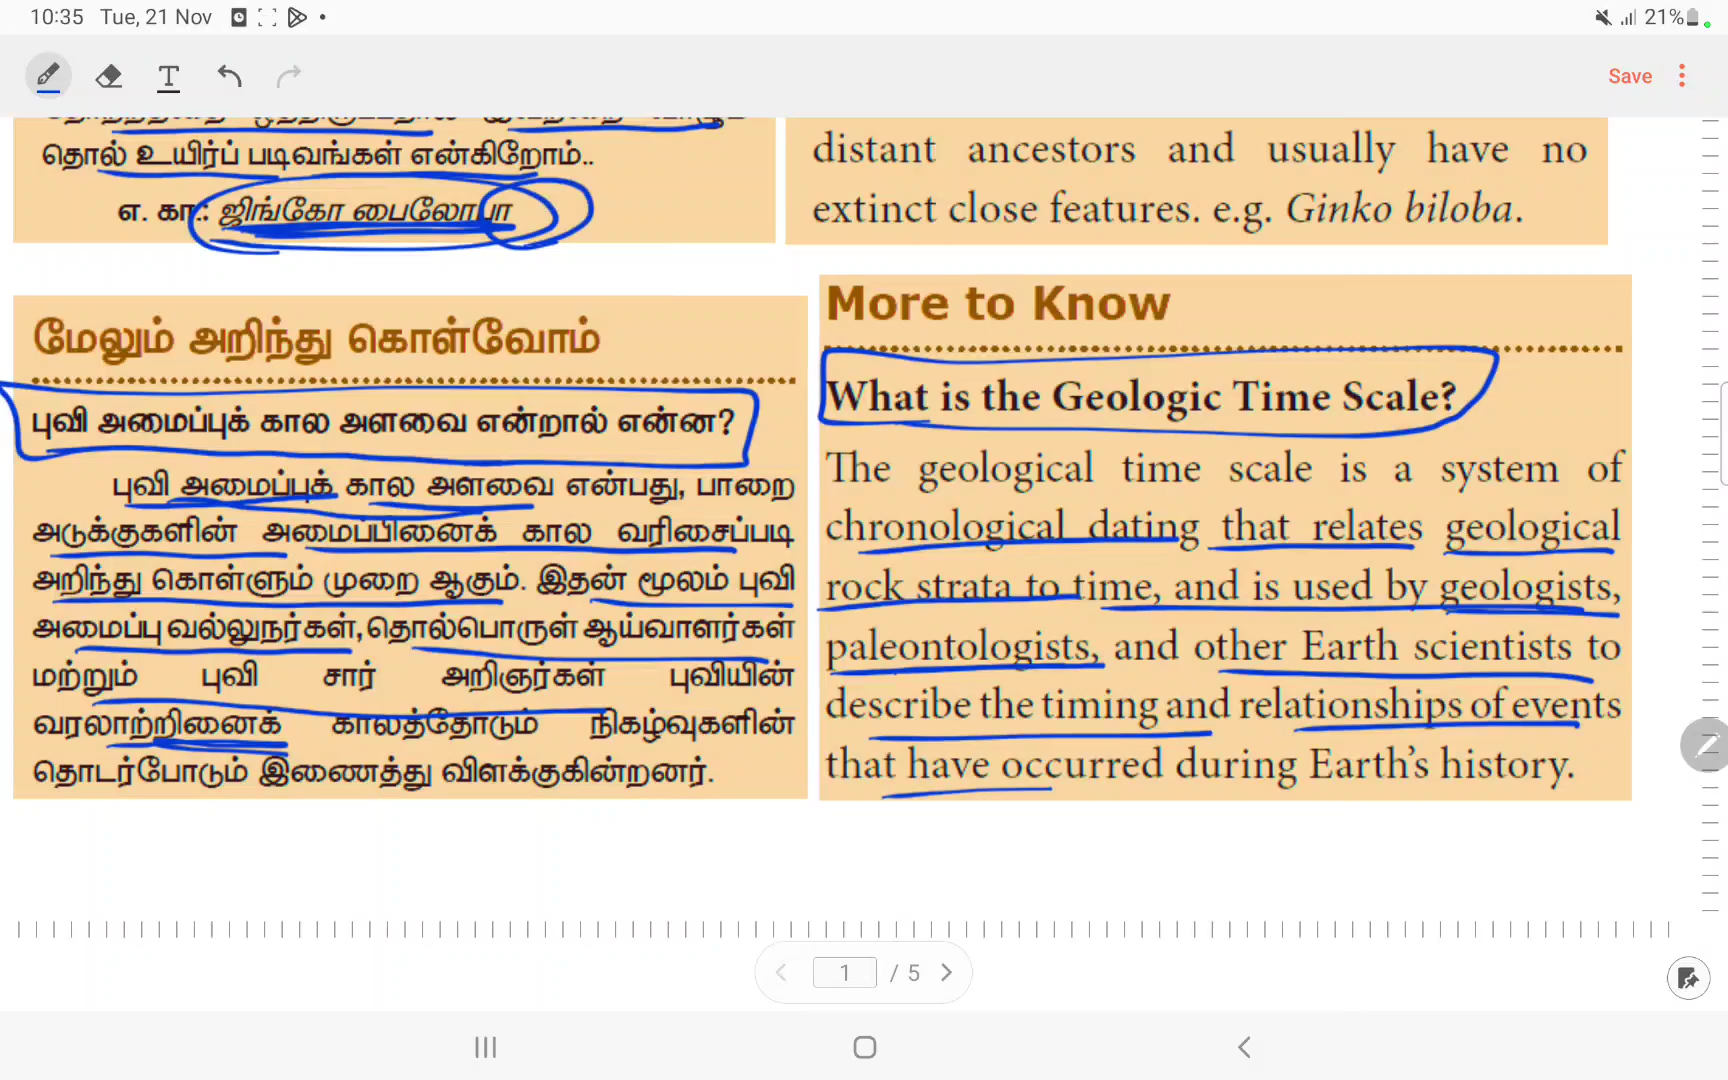 10:35 Tue, 21 Nov
21%
T
Save
தொல் உயிர்ப் படிவங்கள் என்கிறோம்..
எ. கா.: ஜிங்கோ பைலோபா
distant ancestors and usually have no
extinct close features. e.g. Ginko biloba.
மேலும் அறிந்து கொள்வோம்
புவி அமைப்புக் கால அளவை என்றால் என்ன?
புவி அமைப்புக் கால அளவை என்பது, பாறை
அடுக்குகளின் அமைப்பினைக் கால வரிசைப்படி
அறிந்து கொள்ளும் முறை ஆகும். இதன் மூலம் புவி
அமைப்பு வல்லுநர்கள், தொல்பொருள் ஆய்வாளர்கள்
மற்றும் புவி சார் அறிஞர்கள் புவியின்
வரலாற்றினைக் காலத்தோடும் நிகழ்வுகளின்
தொடர்போடும் இணைத்து விளக்குகின்றனர்.
More to Know
What is the Geologic Time Scale?
The geological time scale is a system of
chronological dating that relates geological
rock strata to time, and is used by geologists,
paleontologists, and other Earth scientists to
describe the timing and relationships of events
that have occurred during Earth's history.
1 / 5